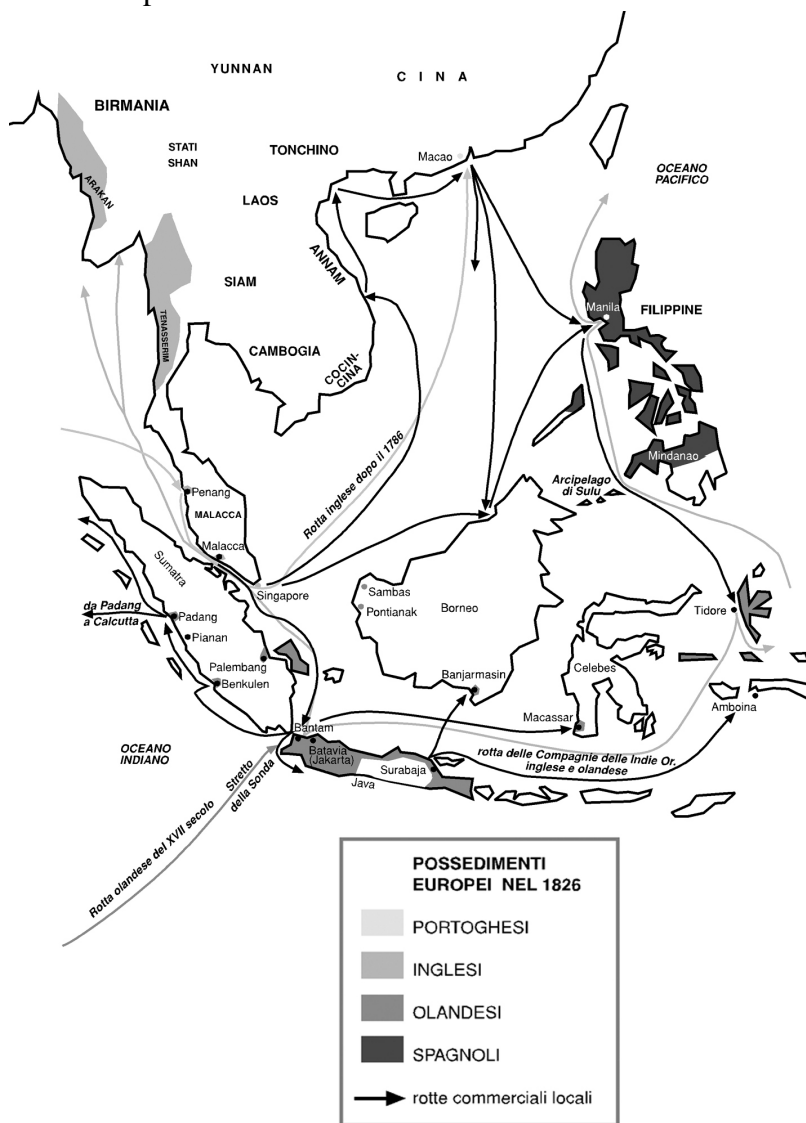 YUNNAN
CINA
BIRMANIA
STATI
SHAN
TONCHINO
Macao
OCEANO
PACIFICO
ARAKAN
LAOS
ANNAM
SIAM
TENASSERIM
Manila
FILIPPINE
CAMBOGIA
COCIN-
CINA
Rotta inglese dopo il 1786
Mindanao
Arcipelago
di Sulu
Penang
MALACCA
Malacca
Sumatra
Singapore
Sambas
Pontianak
Borneo
da Padang
a Calcutta
Padang
Pianan
Tidore
Palembang
Benkulen
Banjarmasin
Celebes
Amboina
Macassar
OCEANO
INDIANO
Bantam
Batavia
(Jakarta)
Surabaja
Java
Stretto
della Sonda
rotta delle Compagnie delle Indie Or.
inglese e olandese
Rotta olandese del XVII secolo
POSSEDIMENTI
EUROPEI NEL 1826
PORTOGHESI
INGLESI
OLANDESI
SPAGNOLI
rotte commerciali locali